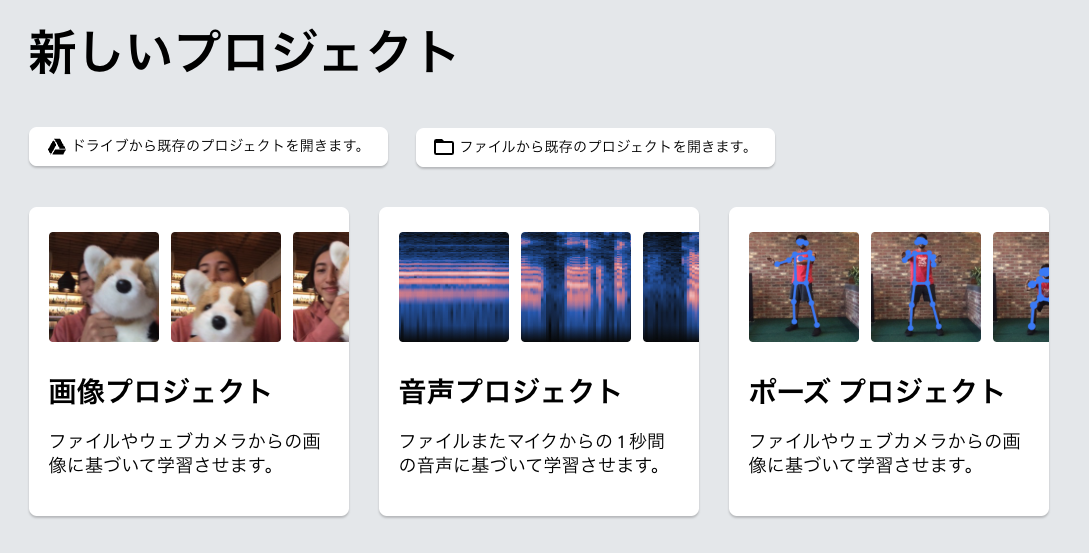 新しいプロジェクト
ドライブから既存のプロジェクトを開きます。
ファイルから既存のプロジェクトを開きます。
画像プロジェクト
ファイルやウェブカメラからの画
像に基づいて学習させます。
音声プロジェクト
ファイルまたマイクからの 1 秒間
の音声に基づいて学習させます。
ポーズ プロジェクト
ファイルやウェブカメラからの画
像に基づいて学習させます。